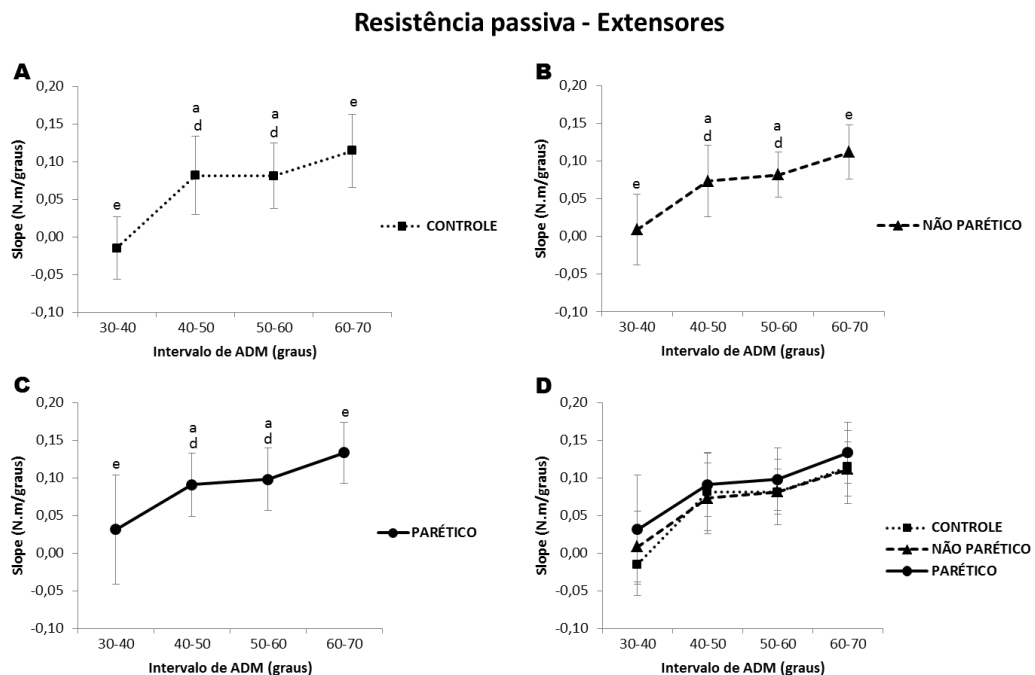 Resistência passiva - Extensores
A
Slope (N.m/graus)
0,20
0,15
0,10
0,05
0,00
-0,05
-0,10
e
a
d
a
d
e
CONTROLE
30-40 40-50 50-60 60-70
Intervalo de ADM (graus)
B
Slope (N.m/graus)
0,20
0,15
0,10
0,05
0,00
-0,05
-0,10
e
a
d
a
d
e
NÃO PARÉTICO
30-40 40-50 50-60 60-70
Intervalo de ADM (graus)
C
Slope (N.m/graus)
0,20
0,15
0,10
0,05
0,00
-0,05
-0,10
e
a
d
a
d
e
PARÉTICO
30-40 40-50 50-60 60-70
Intervalo de ADM (graus)
D
Slope (N.m/graus)
0,20
0,15
0,10
0,05
0,00
-0,05
-0,10
CONTROLE
NÃO PARÉTICO
PARÉTICO
30-40 40-50 50-60 60-70
Intervalo de ADM (graus)